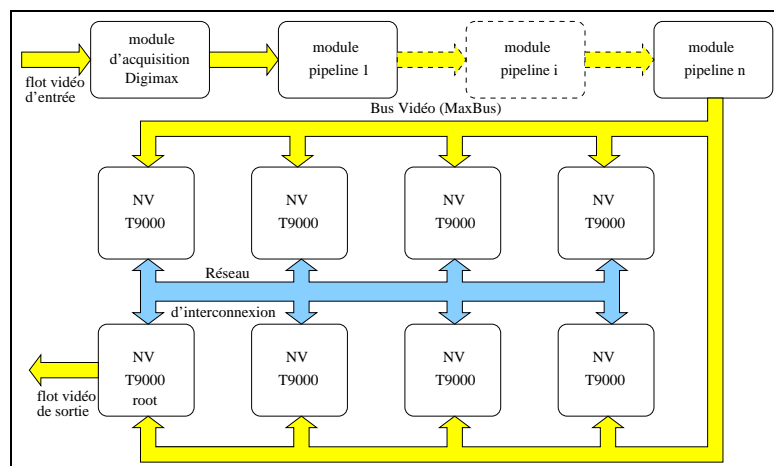 module
d'acquisition
Digimax
module
pipeline 1
module
pipeline i
module
pipeline n
flot vidéo
d'entrée
Bus Vidéo (MaxBus)
NV
T9000
NV
T9000
NV
T9000
NV
T9000
Réseau
d'interconnexion
NV
T9000
root
NV
T9000
NV
T9000
NV
T9000
flot vidéo
de sortie